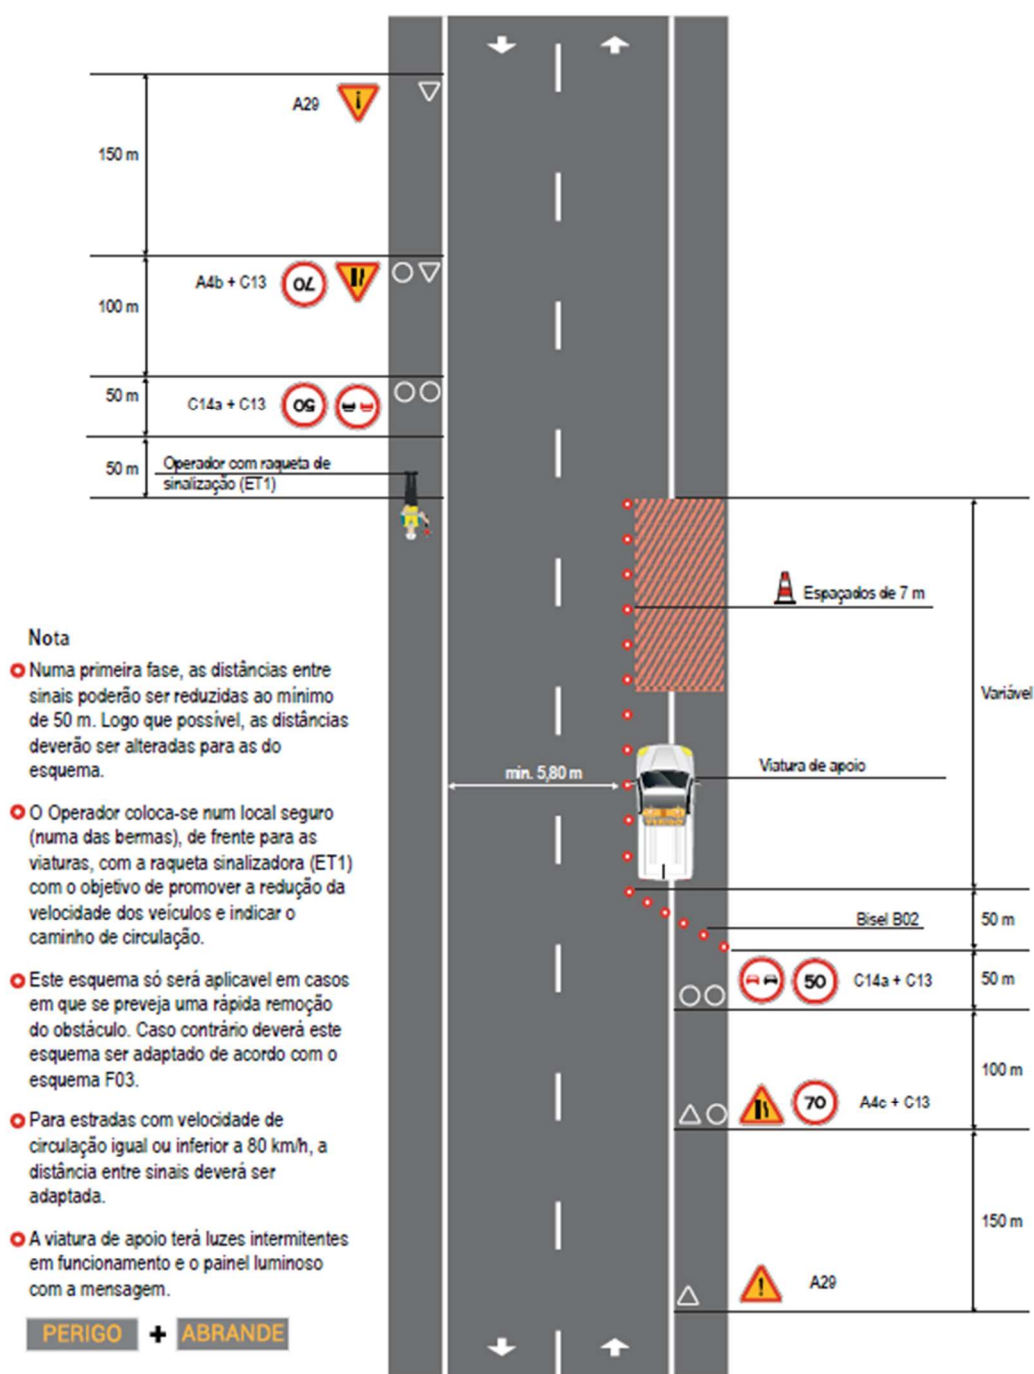 A29
150 m
A4b + C13
70
100 m
50 m
C14a + C13
50
50 m
Operador com raqueta de
sinalização (ET1)
Espaçados de 7 m
Variável
Viatura de apoio
min. 5,80 m
Bisel B02
50 m
50
C14a + C13
50 m
100 m
70
A4c + C13
150 m
A29
Nota
Numa primeira fase, as distâncias entre
sinais poderão ser reduzidas ao mínimo
de 50 m. Logo que possível, as distâncias
deverão ser alteradas para as do
esquema.
O Operador coloca-se num local seguro
(numa das bermas), de frente para as
viaturas, com a raqueta sinalizadora (ET1)
com o objetivo de promover a redução da
velocidade dos veículos e indicar o
caminho de circulação.
Este esquema só será aplicavel em casos
em que se preveja uma rápida remoção
do obstáculo. Caso contrário deverá este
esquema ser adaptado de acordo com o
esquema F03.
Para estradas com velocidade de
circulação igual ou inferior a 80 km/h, a
distância entre sinais deverá ser
adaptada.
A viatura de apoio terá luzes intermitentes
em funcionamento e o painel luminoso
com a mensagem.
PERIGO + ABRANDE